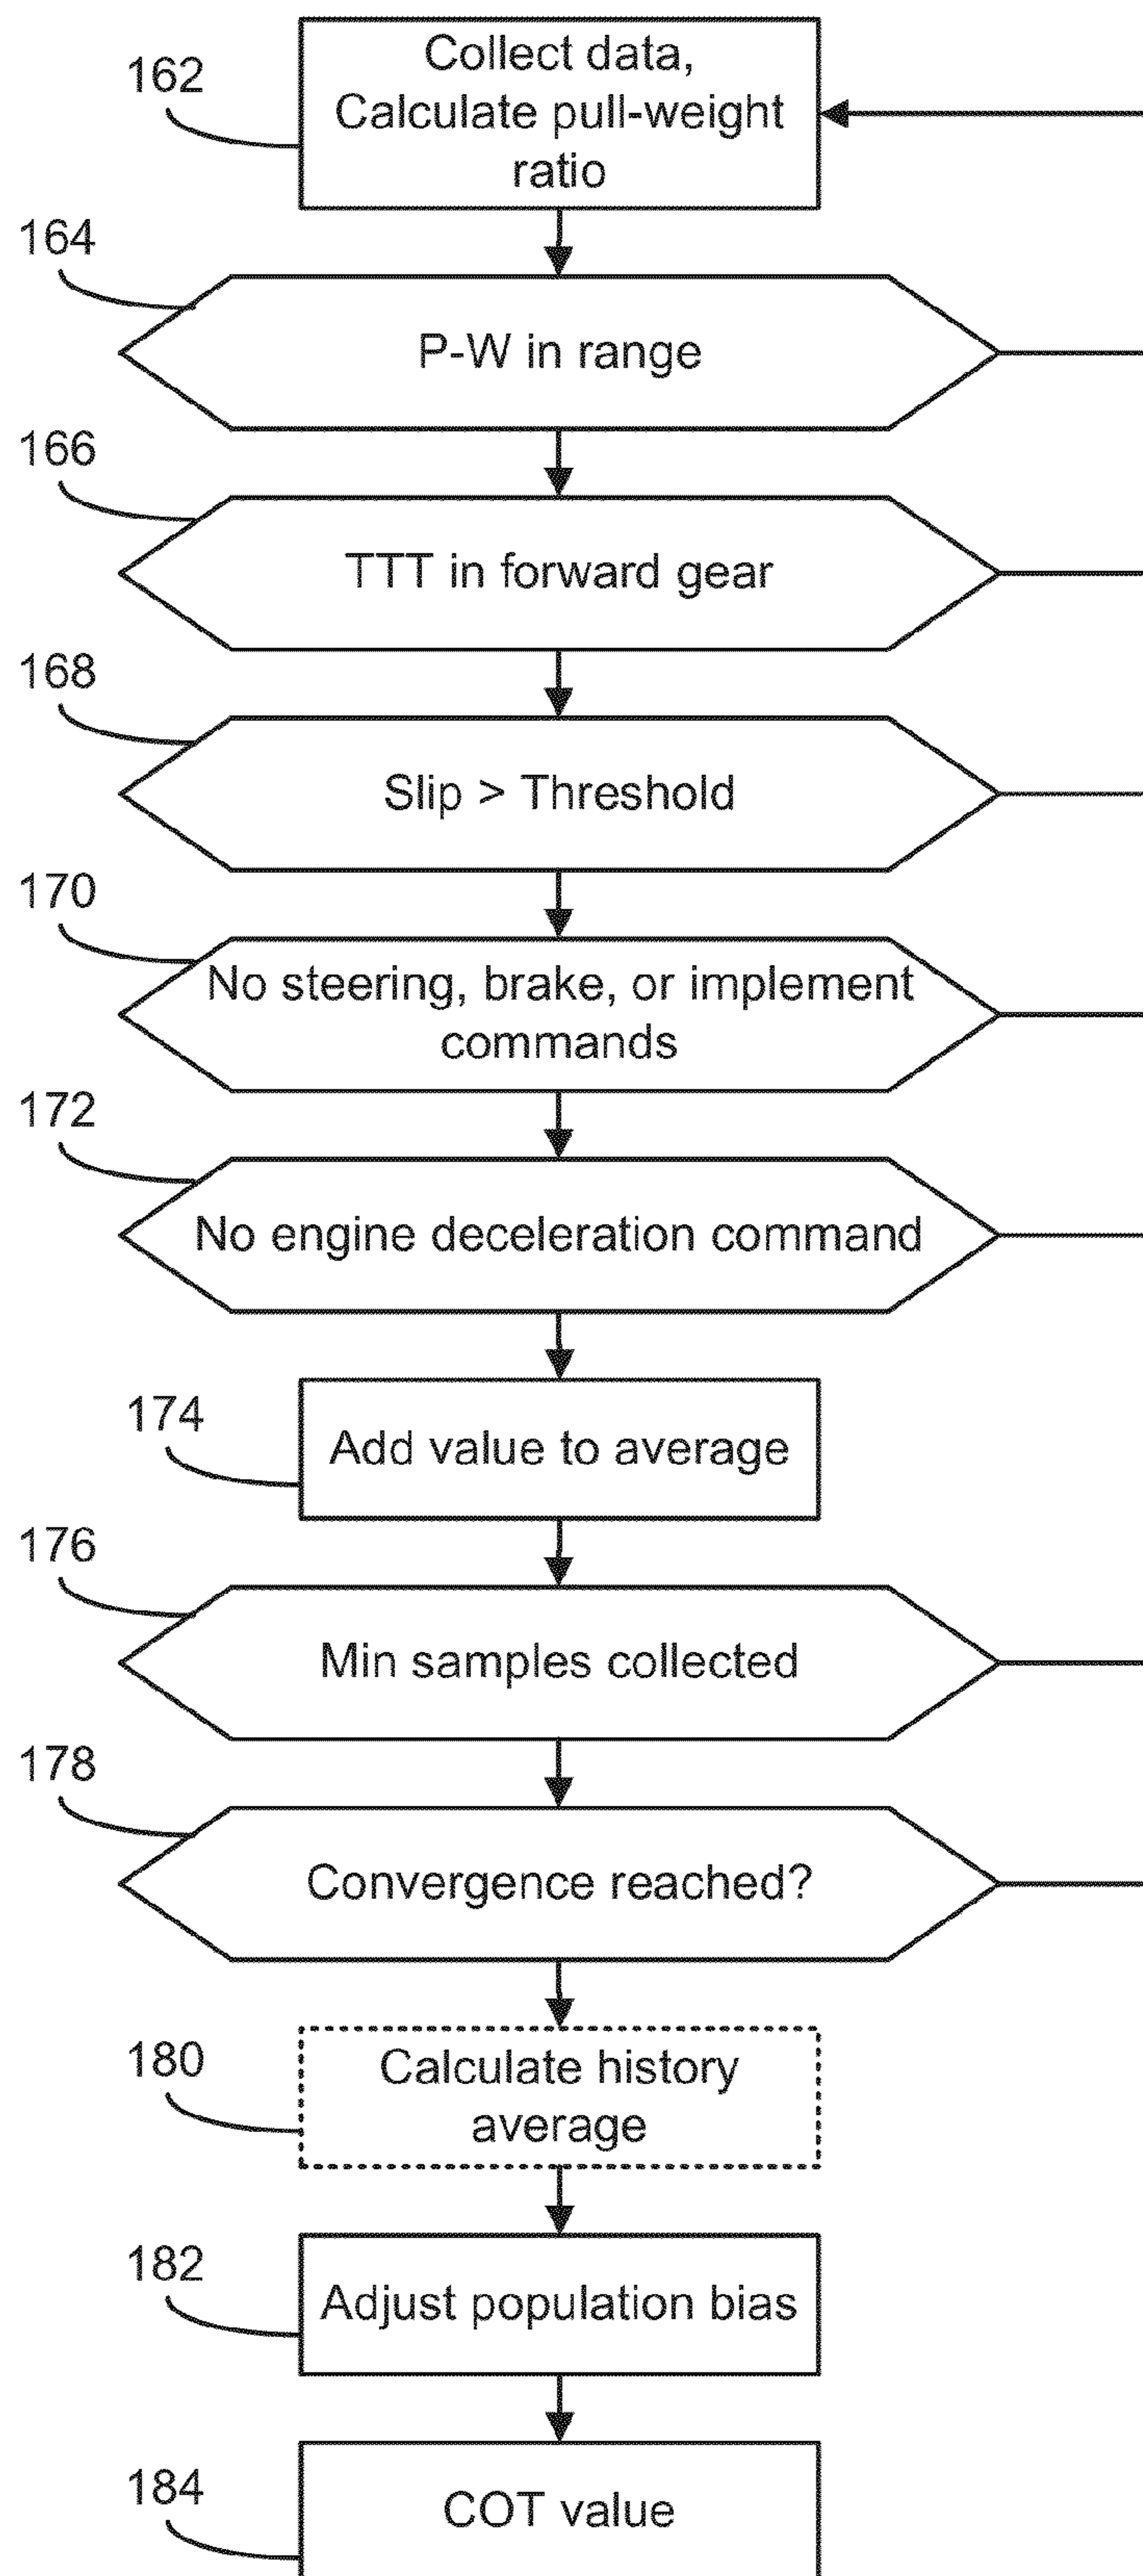 162
Collect data,
Calculate pull-weight
ratio
164
P-W in range
166
TTT in forward gear
168
Slip > Threshold
170
No steering, brake, or implement
commands
172
No engine deceleration command
174
Add value to average
176
Min samples collected
178
Convergence reached?
180
Calculate history
average
182
Adjust population bias
184
COT value